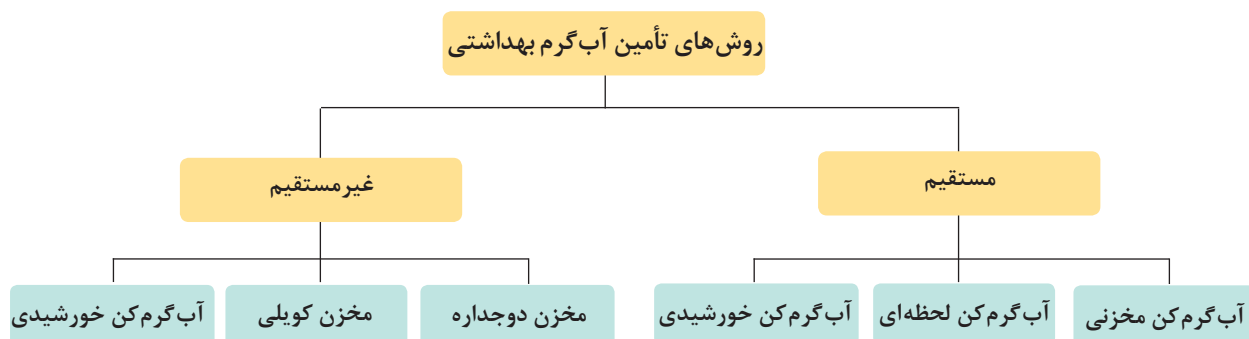 روش‌های تأمین آب‌گرم بهداشتی
مستقیم
غیرمستقیم
آب‌گرم‌کن مخزنی
آب‌گرم‌کن لحظه‌ای
آب‌گرم‌کن خورشیدی
مخزن دوجداره
مخزن کویلی
آب‌گرم‌کن خورشیدی